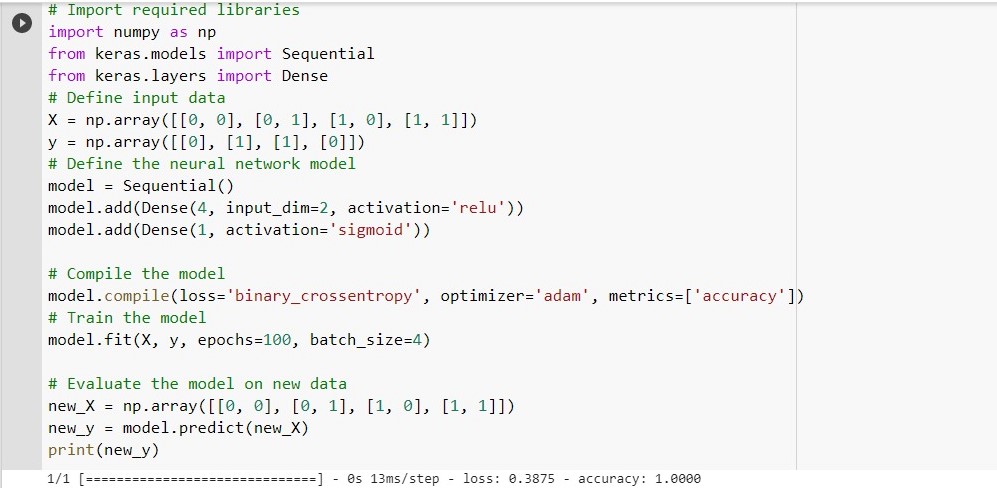 # Import required libraries
import numpy as np
from keras.models import Sequential
from keras.layers import Dense
# Define input data
X = np.array([[0, 0], [0, 1], [1, 0], [1, 1]])
y = np.array([[0], [1], [1], [0]])
# Define the neural network model
model = Sequential()
model.add(Dense(4, input_dim=2, activation='relu'))
model.add(Dense(1, activation='sigmoid'))
# Compile the model
model.compile(loss='binary_crossentropy', optimizer='adam', metrics=['accuracy'])
# Train the model
model.fit(X, y, epochs=100, batch_size=4)
# Evaluate the model on new data
new_X = np.array([[0, 0], [0, 1], [1, 0], [1, 1]])
new_y = model.predict(new_X)
print(new_y)
1/1 [==============================] - 0s 13ms/step - loss: 0.3875 - accuracy: 1.0000